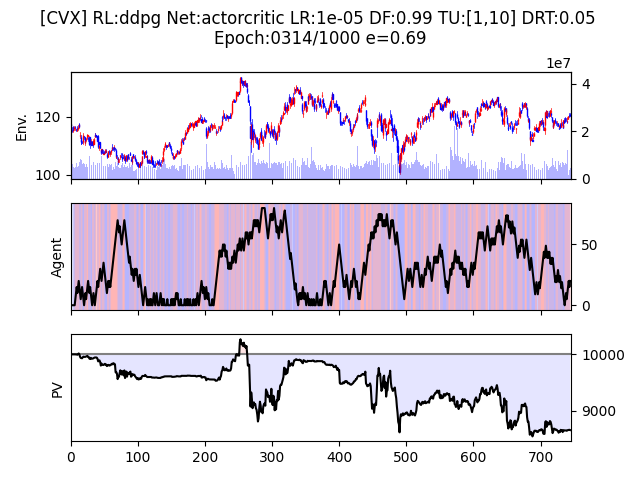 [CVX] RL:ddpg Net:actorcritic LR:1e-05 DF:0.99 TU:[1,10] DRT:0.05
Epoch:0314/1000 e=0.69
1e7
Env.
120
100
4
2
0
Agent
50
0
PV
10000
9000
0
100
200
300
400
500
600
700